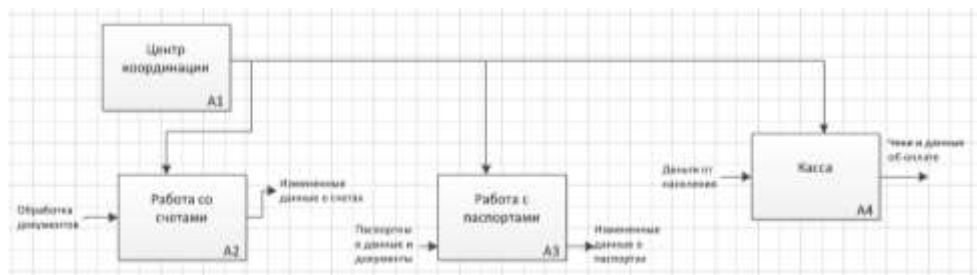 Центр
координации
A1
Работа со
счетами
A2
Обработка
документов
Измененные
данные о счетах
Работа с
паспортами
A3
Паспортны
е данные и
документы
Измененные
данные о
паспортах
Касса
A4
Деньги от
населения
Чеки и данные
об оплате